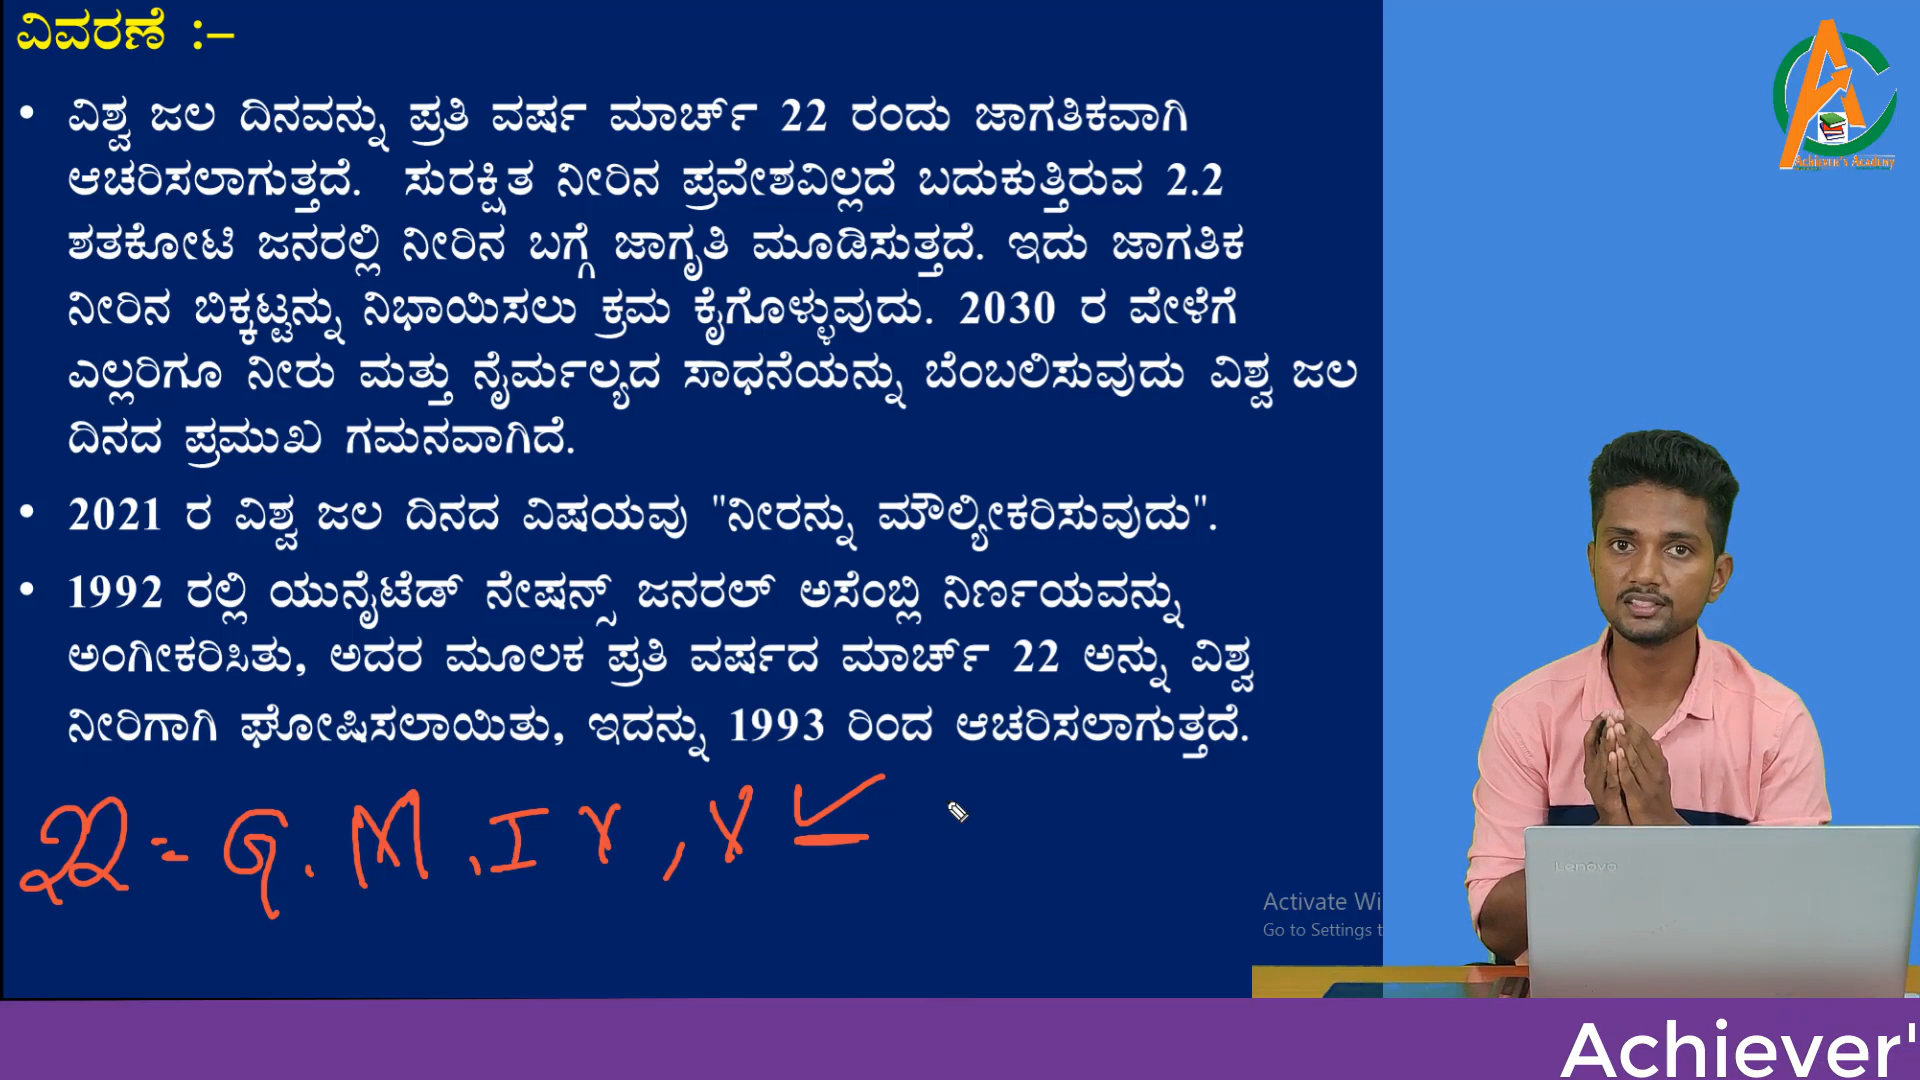 ವಿವರಣೆ :–
• ವಿಶ್ವ ಜಲ ದಿನವನ್ನು ಪ್ರತಿ ವರ್ಷ ಮಾರ್ಚ್ 22 ರಂದು ಜಾಗತಿಕವಾಗಿ
ಆಚರಿಸಲಾಗುತ್ತದೆ. ಸುರಕ್ಷಿತ ನೀರಿನ ಪ್ರವೇಶವಿಲ್ಲದೆ ಬದುಕುತ್ತಿರುವ 2.2
ಶತಕೋಟಿ ಜನರಲ್ಲಿ ನೀರಿನ ಬಗ್ಗೆ ಜಾಗೃತಿ ಮೂಡಿಸುತ್ತದೆ. ಇದು ಜಾಗತಿಕ
ನೀರಿನ ಬಿಕ್ಕಟ್ಟನ್ನು ನಿಭಾಯಿಸಲು ಕ್ರಮ ಕೈಗೊಳ್ಳುವುದು. 2030 ರ ವೇಳೆಗೆ
ಎಲ್ಲರಿಗೂ ನೀರು ಮತ್ತು ನೈರ್ಮಲ್ಯದ ಸಾಧನೆಯನ್ನು ಬೆಂಬಲಿಸುವುದು ವಿಶ್ವ ಜಲ
ದಿನದ ಪ್ರಮುಖ ಗಮನವಾಗಿದೆ.
• 2021 ರ ವಿಶ್ವ ಜಲ ದಿನದ ವಿಷಯವು "ನೀರನ್ನು ಮೌಲ್ಯೀಕರಿಸುವುದು".
• 1992 ರಲ್ಲಿ ಯುನೈಟೆಡ್ ನೇಷನ್ಸ್ ಜನರಲ್ ಅಸೆಂಬ್ಲಿ ನಿರ್ಣಯವನ್ನು
ಅಂಗೀಕರಿಸಿತು, ಅದರ ಮೂಲಕ ಪ್ರತಿ ವರ್ಷದ ಮಾರ್ಚ್ 22 ಅನ್ನು ವಿಶ್ವ
ನೀರಿಗಾಗಿ ಘೋಷಿಸಲಾಯಿತು, ಇದನ್ನು 1993 ರಿಂದ ಆಚರಿಸಲಾಗುತ್ತದೆ.
Achiever's Academy
Lenovo
Activate Wi
Go to Settings t
Achiever'